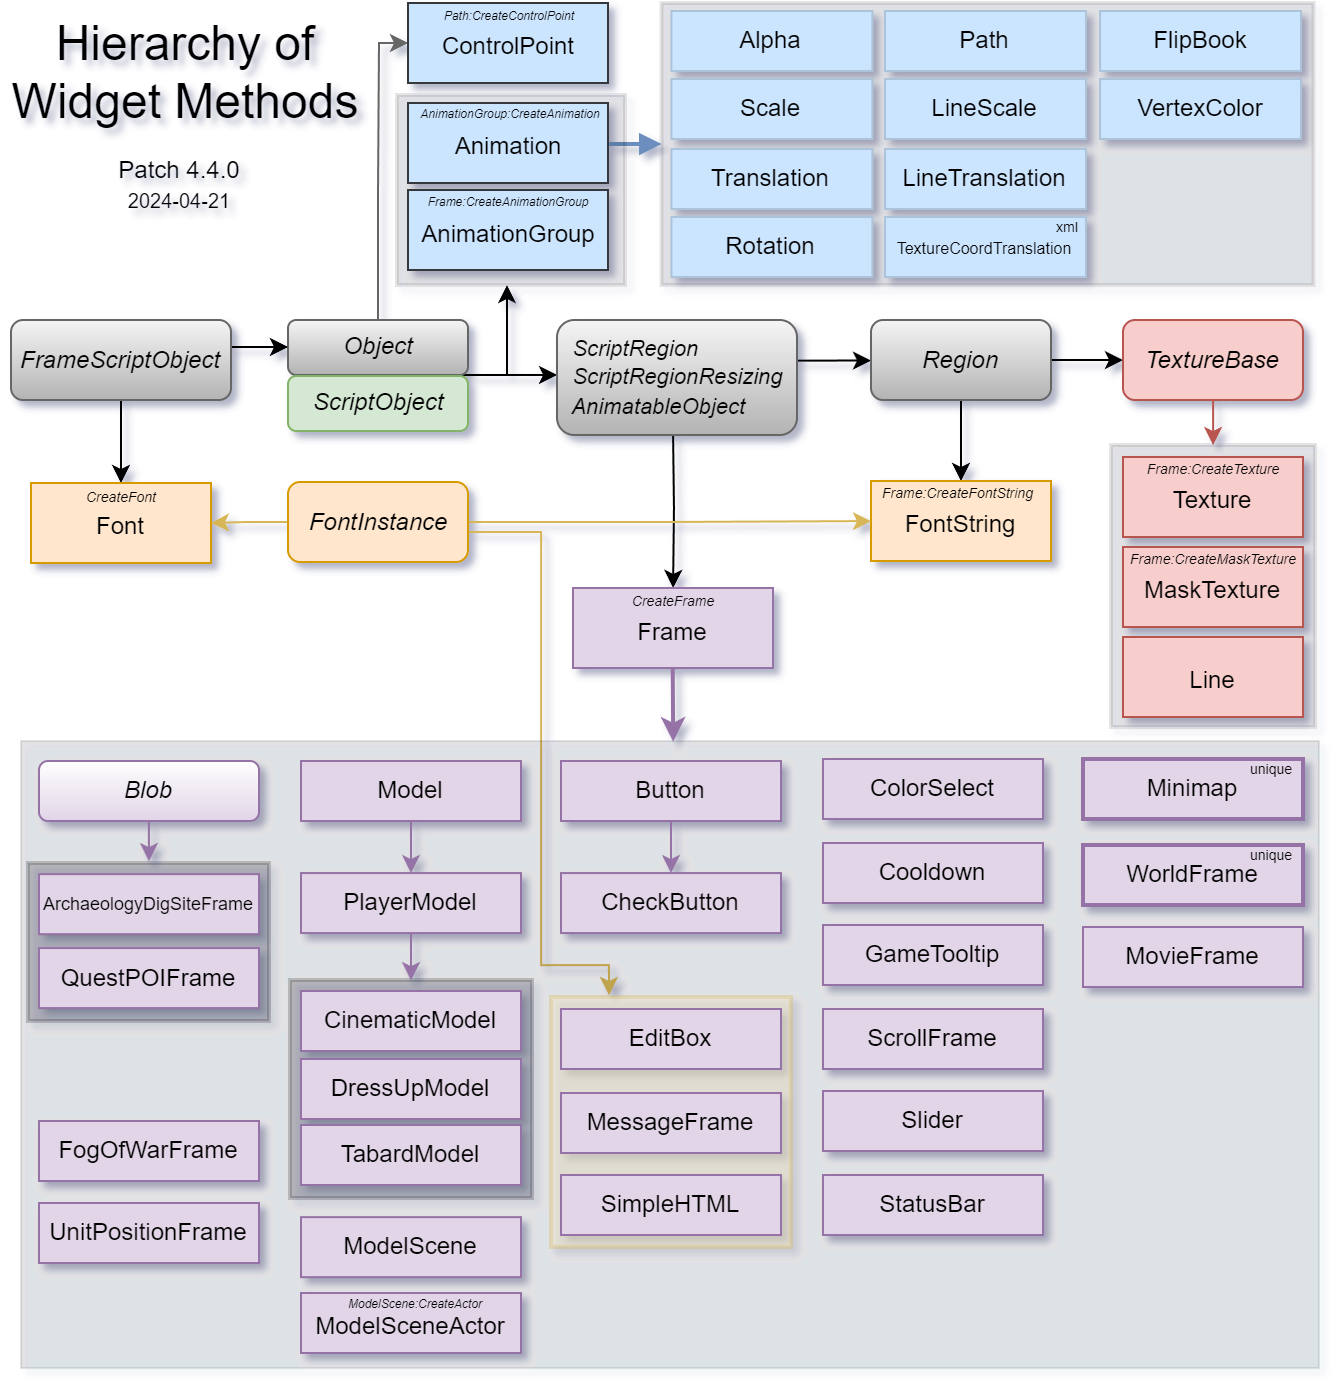 Hierarchy of
Widget Methods
Patch 4.4.0
2024-04-21
Path:CreateControlPoint
ControlPoint
AnimationGroup:CreateAnimation
Animation
Frame:CreateAnimationGroup
AnimationGroup
Alpha
Path
FlipBook
Scale
LineScale
VertexColor
Translation
LineTranslation
Rotation
xml
TextureCoordTranslation
FrameScriptObject
Object
ScriptObject
ScriptRegion
ScriptRegionResizing
AnimatableObject
Region
TextureBase
CreateFont
Font
FontInstance
Frame:CreateFontString
FontString
Frame:CreateTexture
Texture
Frame:CreateMaskTexture
MaskTexture
Line
CreateFrame
Frame
Blob
ArchaeologyDigSiteFrame
QuestPOIFrame
FogOfWarFrame
UnitPositionFrame
Model
PlayerModel
CinematicModel
DressUpModel
TabardModel
ModelScene
ModelScene:CreateActor
ModelSceneActor
Button
CheckButton
EditBox
MessageFrame
SimpleHTML
ColorSelect
Cooldown
GameTooltip
ScrollFrame
Slider
StatusBar
unique
Minimap
unique
WorldFrame
MovieFrame